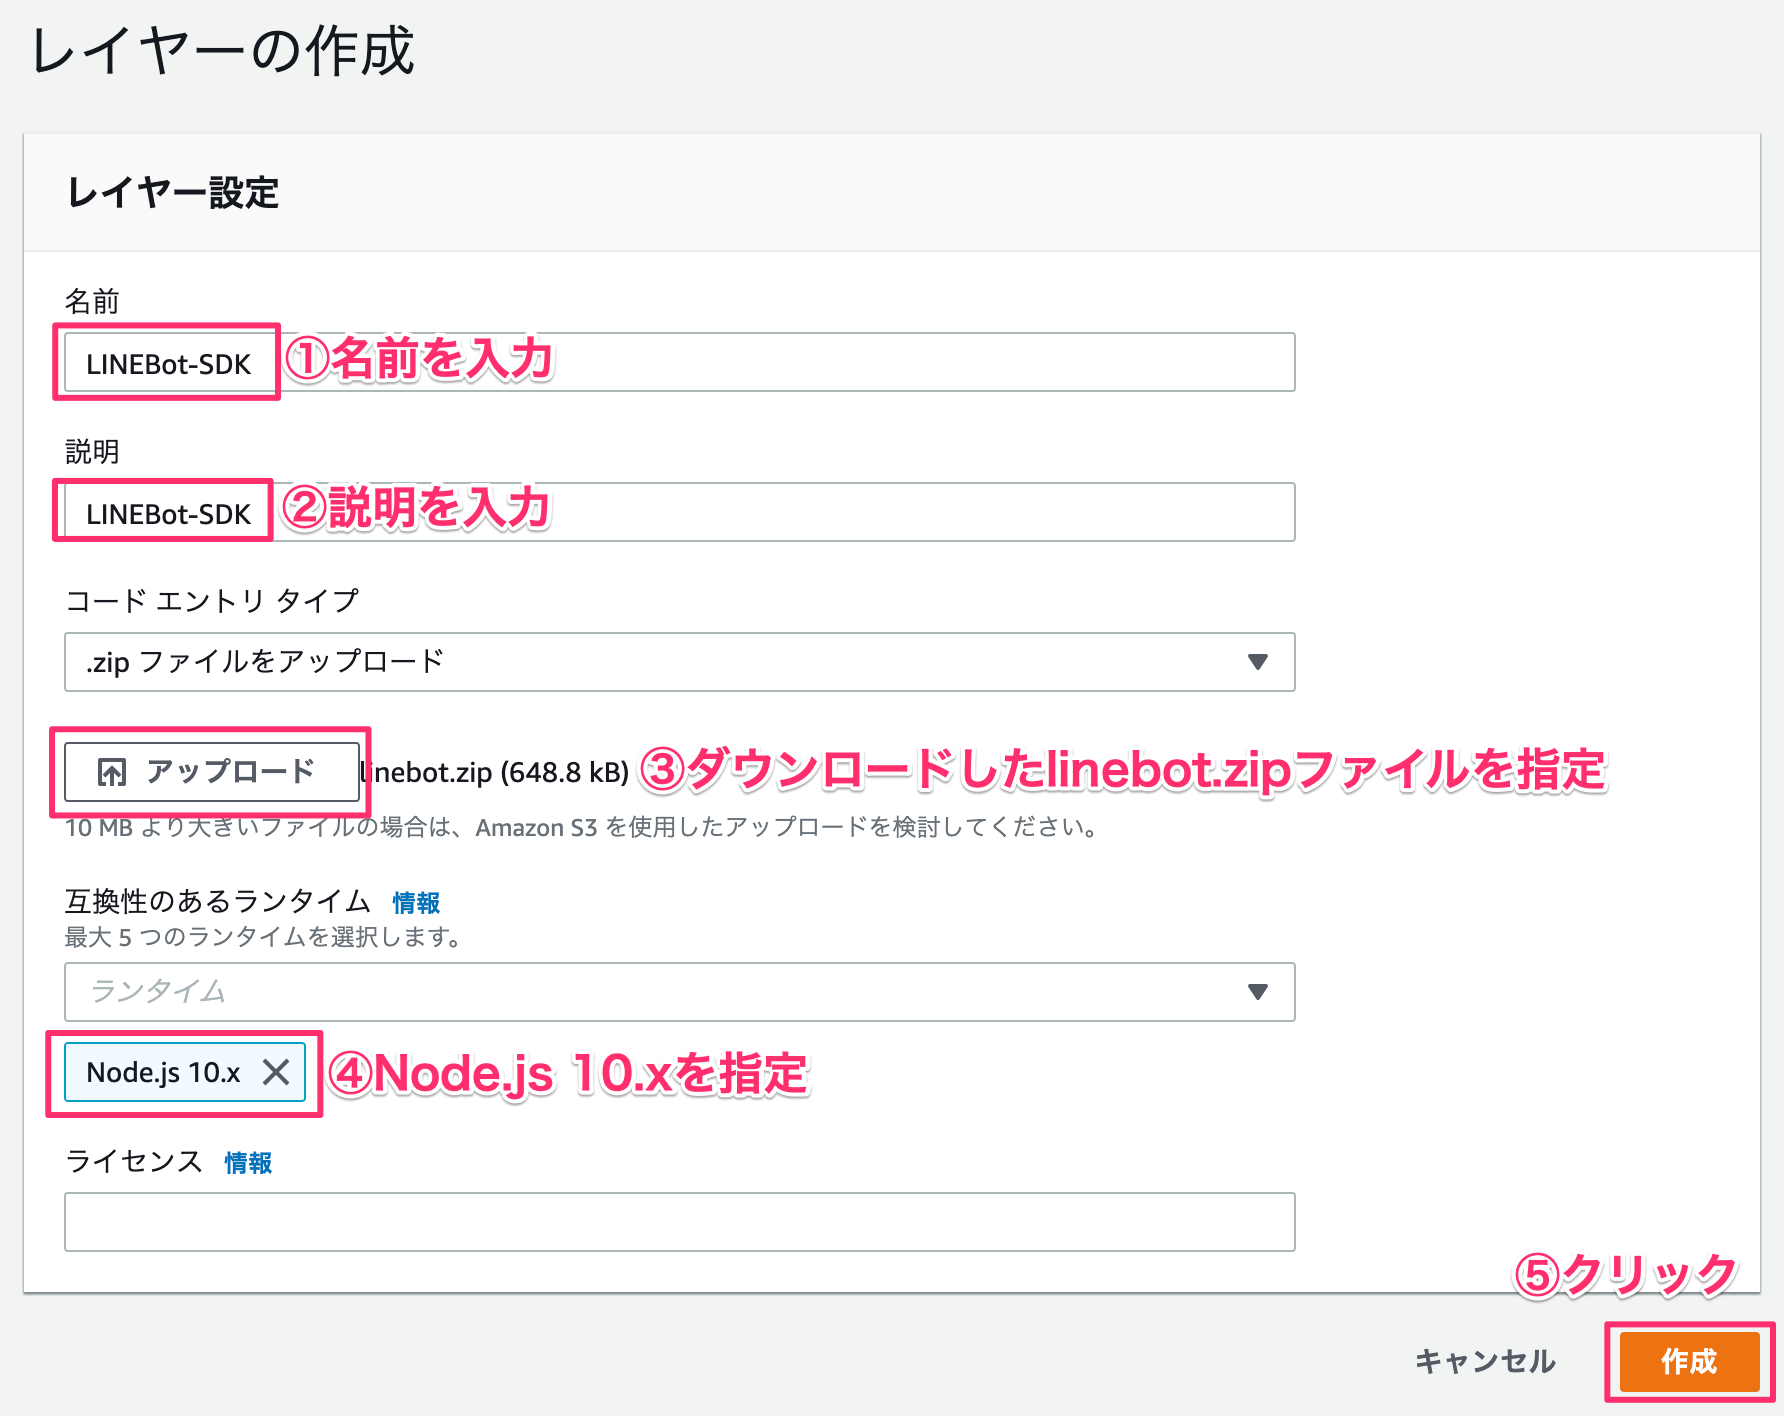 レイヤーの作成
レイヤー設定
名前
LINEBot-SDK ①名前を入力
説明
LINEBot-SDK ②説明を入力
コード エントリ タイプ
.zip ファイルをアップロード
アップロード linebot.zip (648.8 kB) ③ダウンロードしたlinebot.zipファイルを指定
10 MB より大きいファイルの場合は、Amazon S3 を使用したアップロードを検討してください。
互換性のあるランタイム 情報
最大 5 つのランタイムを選択します。
ランタイム
Node.js 10.x ④Node.js 10.xを指定
ライセンス 情報
⑤クリック
キャンセル 作成